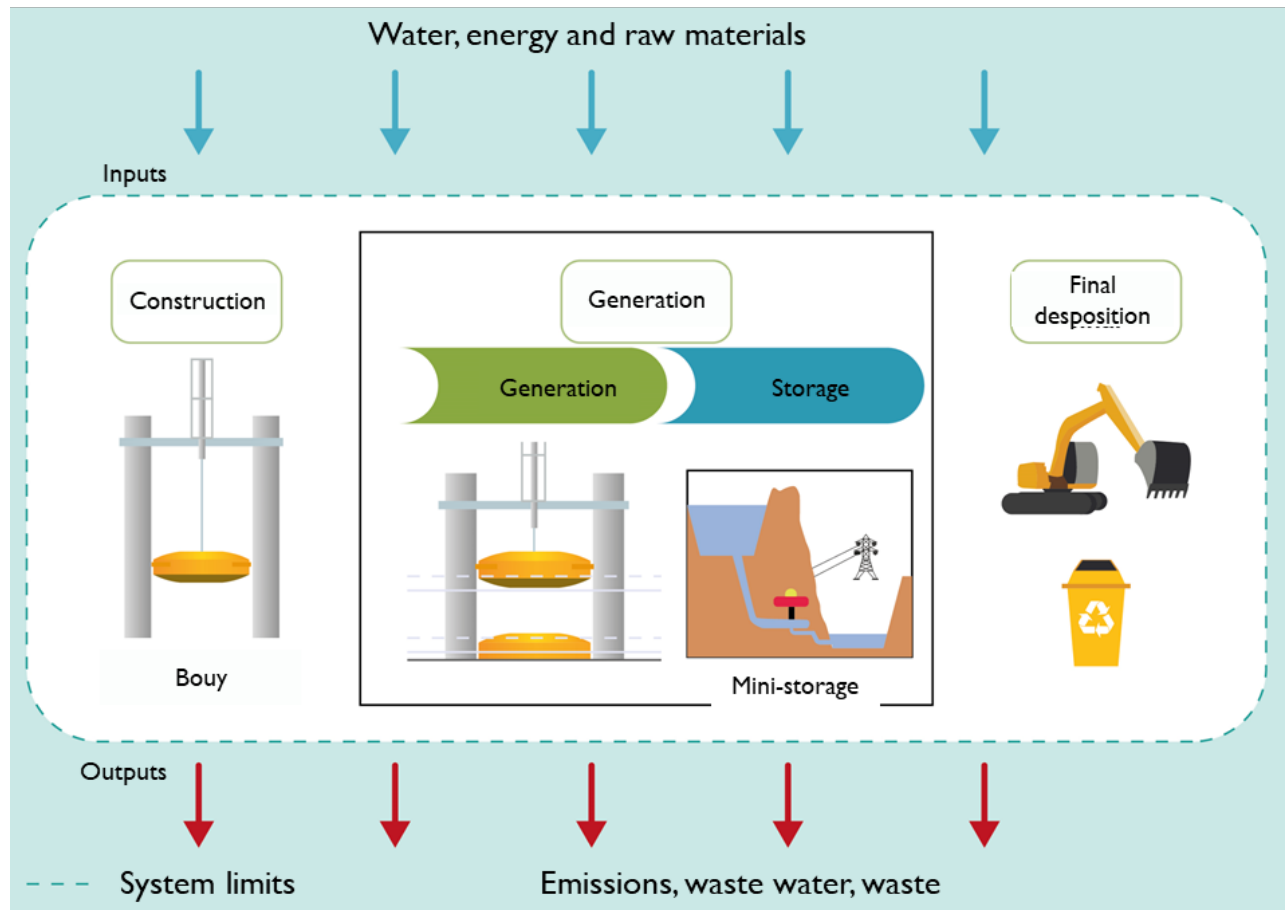 Water, energy and raw materials
Inputs
Construction
Generation
Final
desposition
Generation
Storage
Bouy
Mini-storage
Outputs
System limits
Emissions, waste water, waste